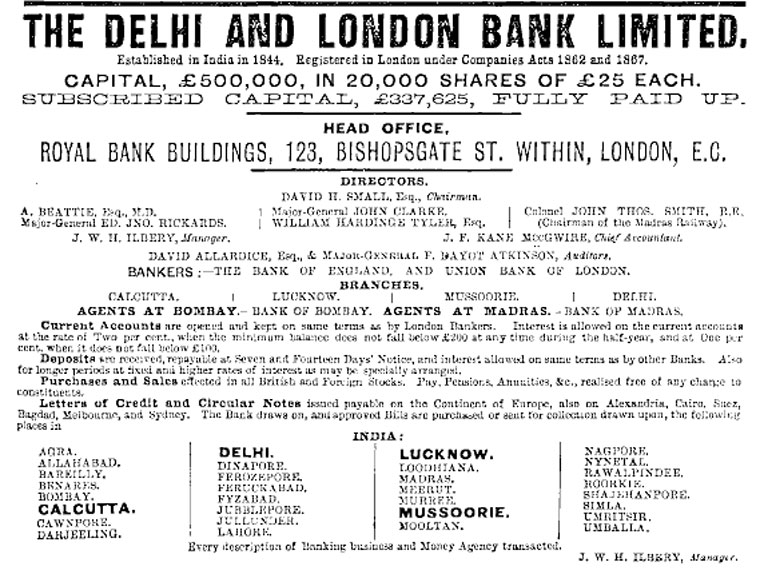 THE DELHI AND LONDON BANK LIMITED.
Established in India in 1844. Registered in London under Companies Acts 1862 and 1867.
CAPITAL, £500,000, IN 20,000 SHARES OF £25 EACH.
SUBSCRIBED CAPITAL, £337,625, FULLY PAID UP.
HEAD OFFICE,
ROYAL BANK BUILDINGS, 123, BISHOPSGATE ST. WITHIN, LONDON, E.C.
DIRECTORS.
DAVID H. SMALL, Esq., Chairman.
A. BEATTIE, Esq., M.D.
Major-General ED. JNO. RICKARDS.
Major-General JOHN CLARKE.
WILLIAM HARDINGE TYLER, Esq.
Colonel JOHN THOS. SMITH, R.E.
(Chairman of the Madras Railway).
J. W. H. ILBERY, Manager.
J. F. KANE MCGWIRE, Chief Accountant.
DAVID ALLARDICE, Esq., & MAJOR-GENERAL F. DAYOT ATKINSON, Auditors.
BANKERS:—THE BANK OF ENGLAND, AND UNION BANK OF LONDON.
BRANCHES.
CALCUTTA. | LUCKNOW. | MUSSOORIE. | DELHI.
AGENTS AT BOMBAY.—BANK OF BOMBAY. AGENTS AT MADRAS.—BANK OF MADRAS.
Current Accounts are opened and kept on same terms as by London Bankers. Interest is allowed on the current accounts
at the rate of Two per cent., when the minimum balance does not fall below £200 at any time during the half-year, and at One per
cent. when it does not fall below £100.
Deposits are received, repayable at Seven and Fourteen Days' Notice, and interest allowed on same terms as by other Banks. Also
for longer periods at fixed and higher rates of interest as may be specially arranged.
Purchases and Sales effected in all British and Foreign Stocks. Pay, Pensions, Annuities, &c., realised free of any charge to
constituents.
Letters of Credit and Circular Notes issued payable on the Continent of Europe, also on Alexandria, Cairo, Suez,
Bagdad, Melbourne, and Sydney. The Bank draws on, and approved Bills are purchased or sent for collection drawn upon, the following
places in
INDIA:
AGRA.
ALLAHABAD.
BAREILLY.
BENARES.
BOMBAY.
CALCUTTA.
CAWNPORE.
DARJEELING.
DELHI.
DINAPORE.
FEROZEPORE.
FERUCKABAD.
FYZABAD.
JUBBLEPORE.
JULLUNDER.
LAHORE.
LUCKNOW.
LOODHIANA.
MADRAS.
MEERUT.
MURREE.
MUSSOORIE.
MOOLTAN.
NAGPORE.
NYNETAL.
RAWALPINDEE.
ROORKIE.
SHAJEHANPORE.
SIMLA.
UMRITSIR.
UMBALLA.
Every description of Banking business and Money Agency transacted.
J. W. H. ILBERY, Manager.